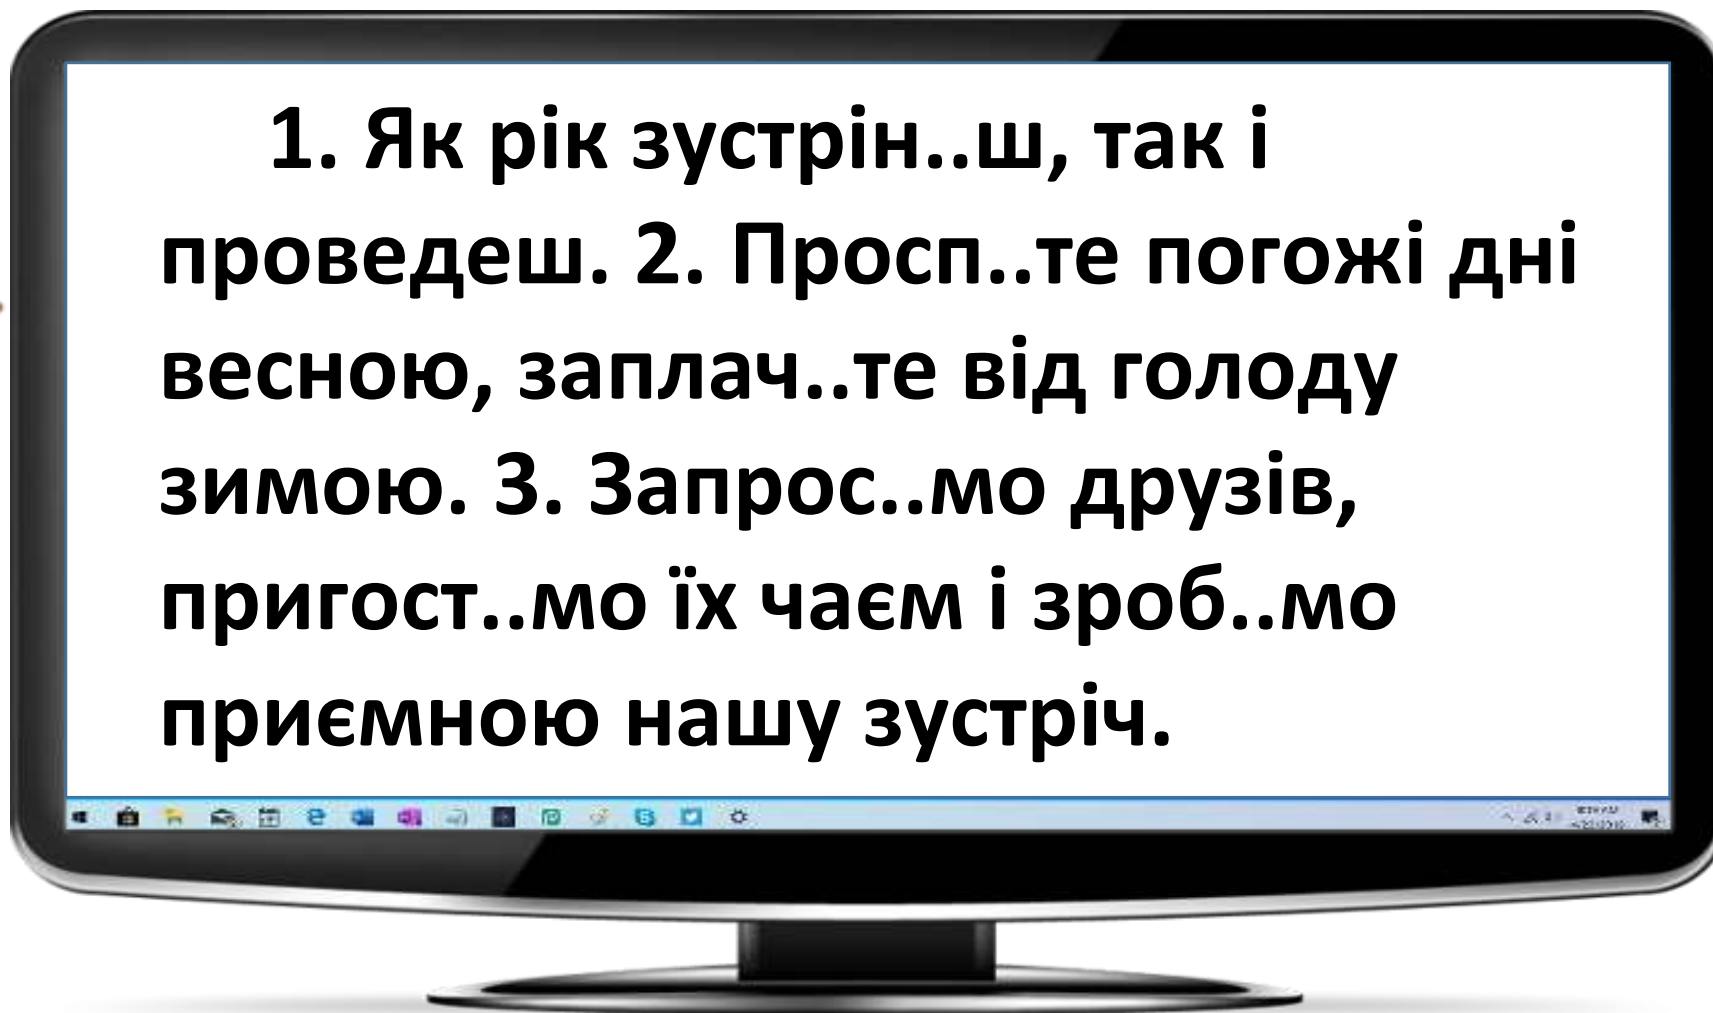 1. Як рік зустрін..ш, так і
проведеш. 2. Просп..те погожі дні
весною, заплач..те від голоду
зимою. 3. Запрос..мо друзів,
пригост..мо їх чаєм і зроб..мо
приємною нашу зустріч.